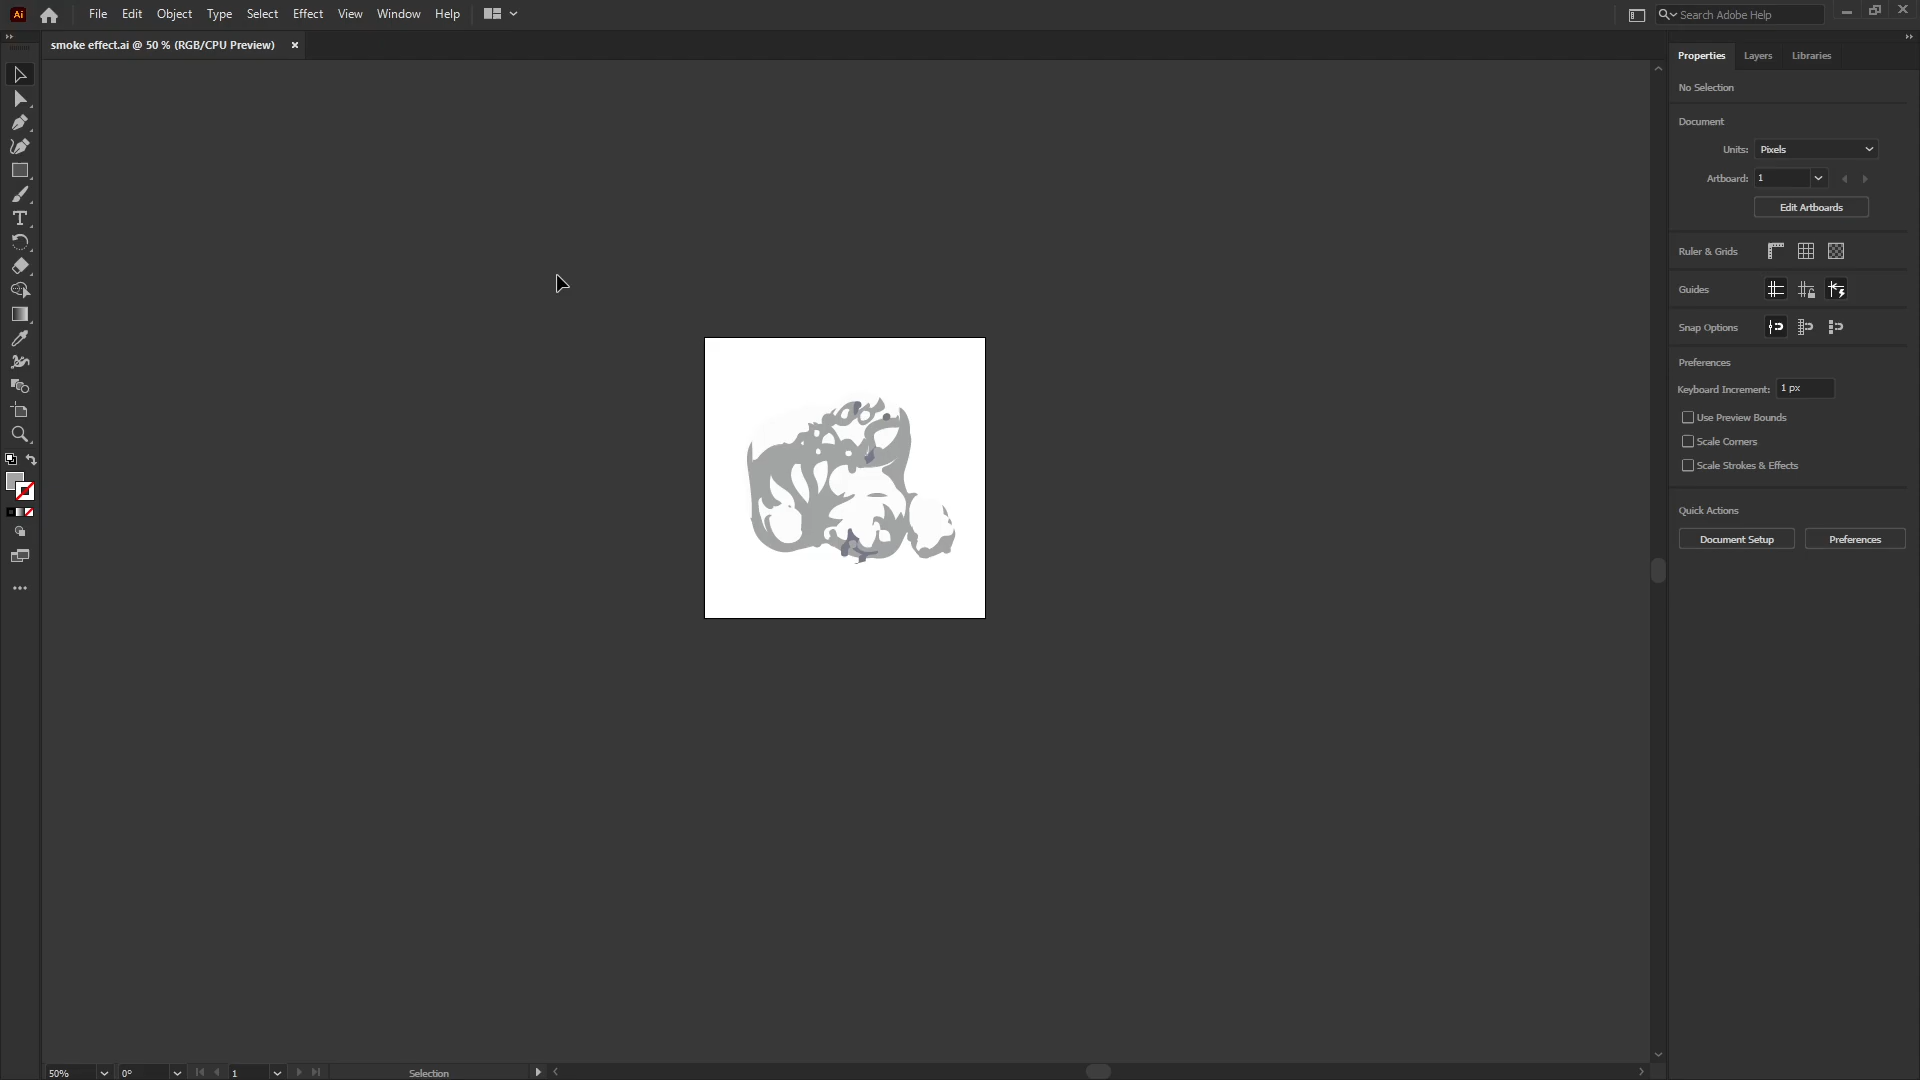 Ai File Edit Object Type Select Effect View Window Help Search Adobe Help
smoke effect.ai @ 50 % (RGB/CPU Preview) ×
Properties Layers Libraries
No Selection
Document
Units: Pixels
Artboard: 1
Edit Artboards
Ruler & Grids
Guides
Snap Options
Preferences
Keyboard Increment: 1 px
Use Preview Bounds
Scale Corners
Scale Strokes & Effects
Quick Actions
Document Setup Preferences
50% 0° 1 Selection